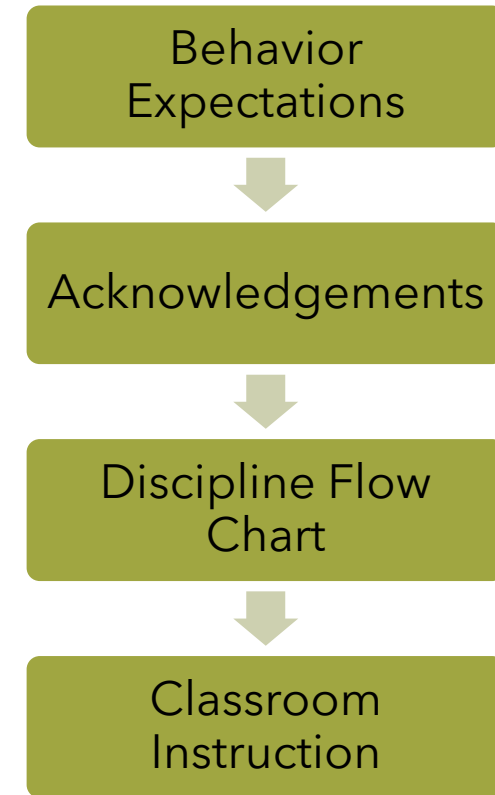 Behavior
Expectations
Acknowledgements
Discipline Flow
Chart
Classroom
Instruction